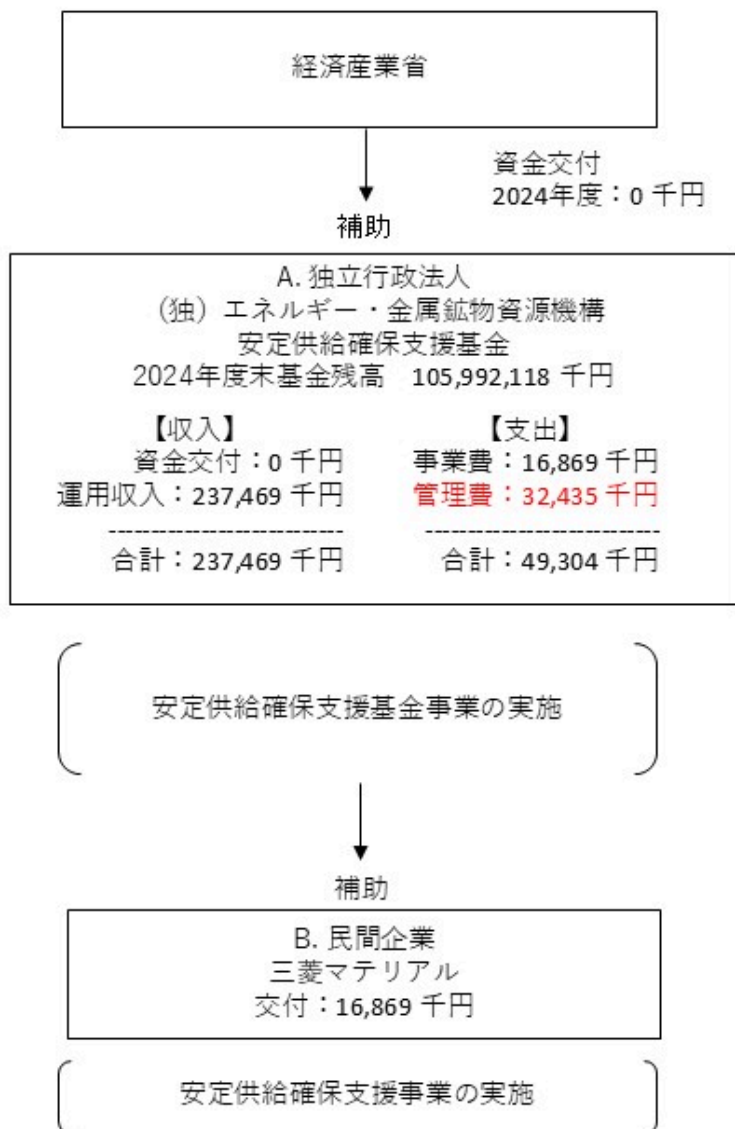 経済産業省
資金交付
2024年度：0 千円
補助
A. 独立行政法人
（独）エネルギー・金属鉱物資源機構
安定供給確保支援基金
2024年度末基金残高　105,992,118 千円
【収入】　【支出】
資金交付：0 千円　事業費：16,869 千円
運用収入：237,469 千円　管理費：32,435 千円
--------------------------　--------------------------
合計：237,469 千円　合計：49,304 千円
安定供給確保支援基金事業の実施
補助
B. 民間企業
三菱マテリアル
交付：16,869 千円
安定供給確保支援事業の実施